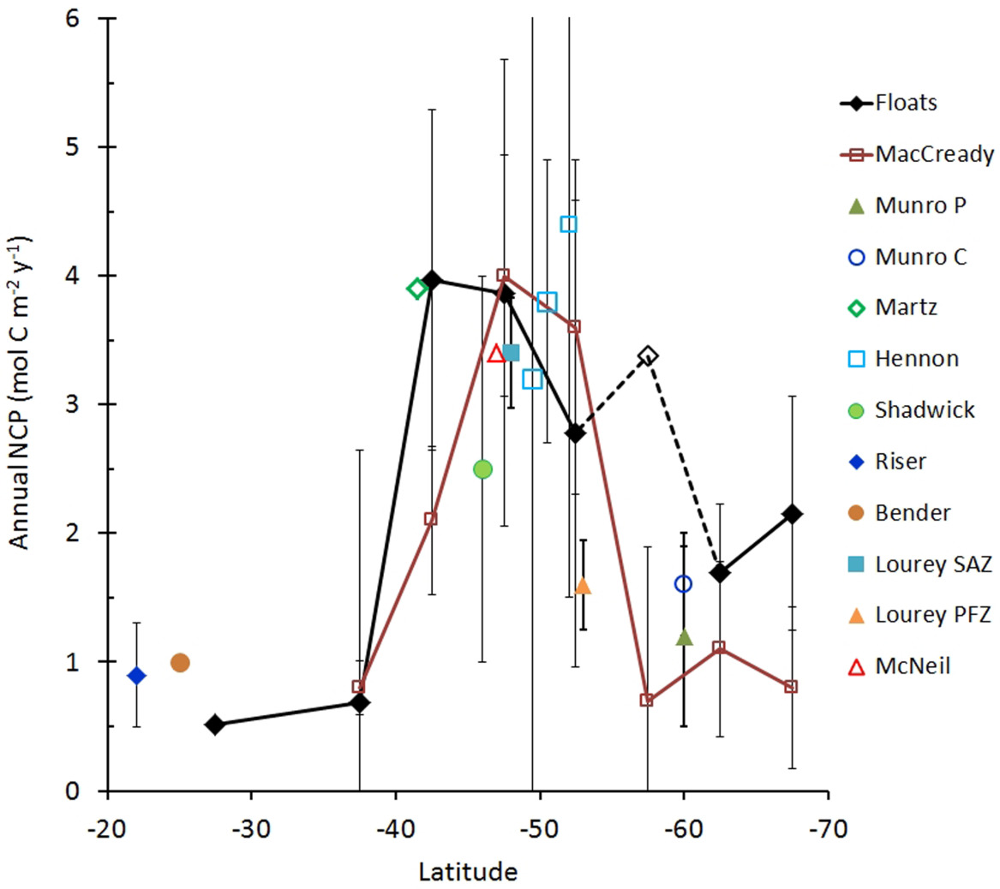 6
5
4
3
2
1
0
Annual NCP (mol C m⁻² y⁻¹)
-20 -30 -40 -50 -60 -70
Latitude
Floats
MacCready
Munro P
Munro C
Martz
Hennon
Shadwick
Riser
Bender
Lourey SAZ
Lourey PFZ
McNeil